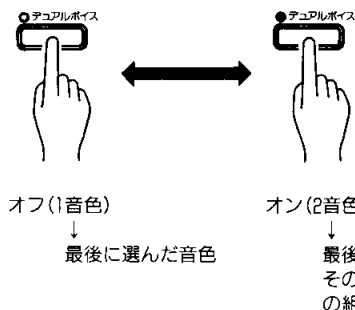 デュアルボイス
デュアルボイス
オフ(1音色)
オン(2音色
↓
↓
最後に選んだ音色
最後
その
の組